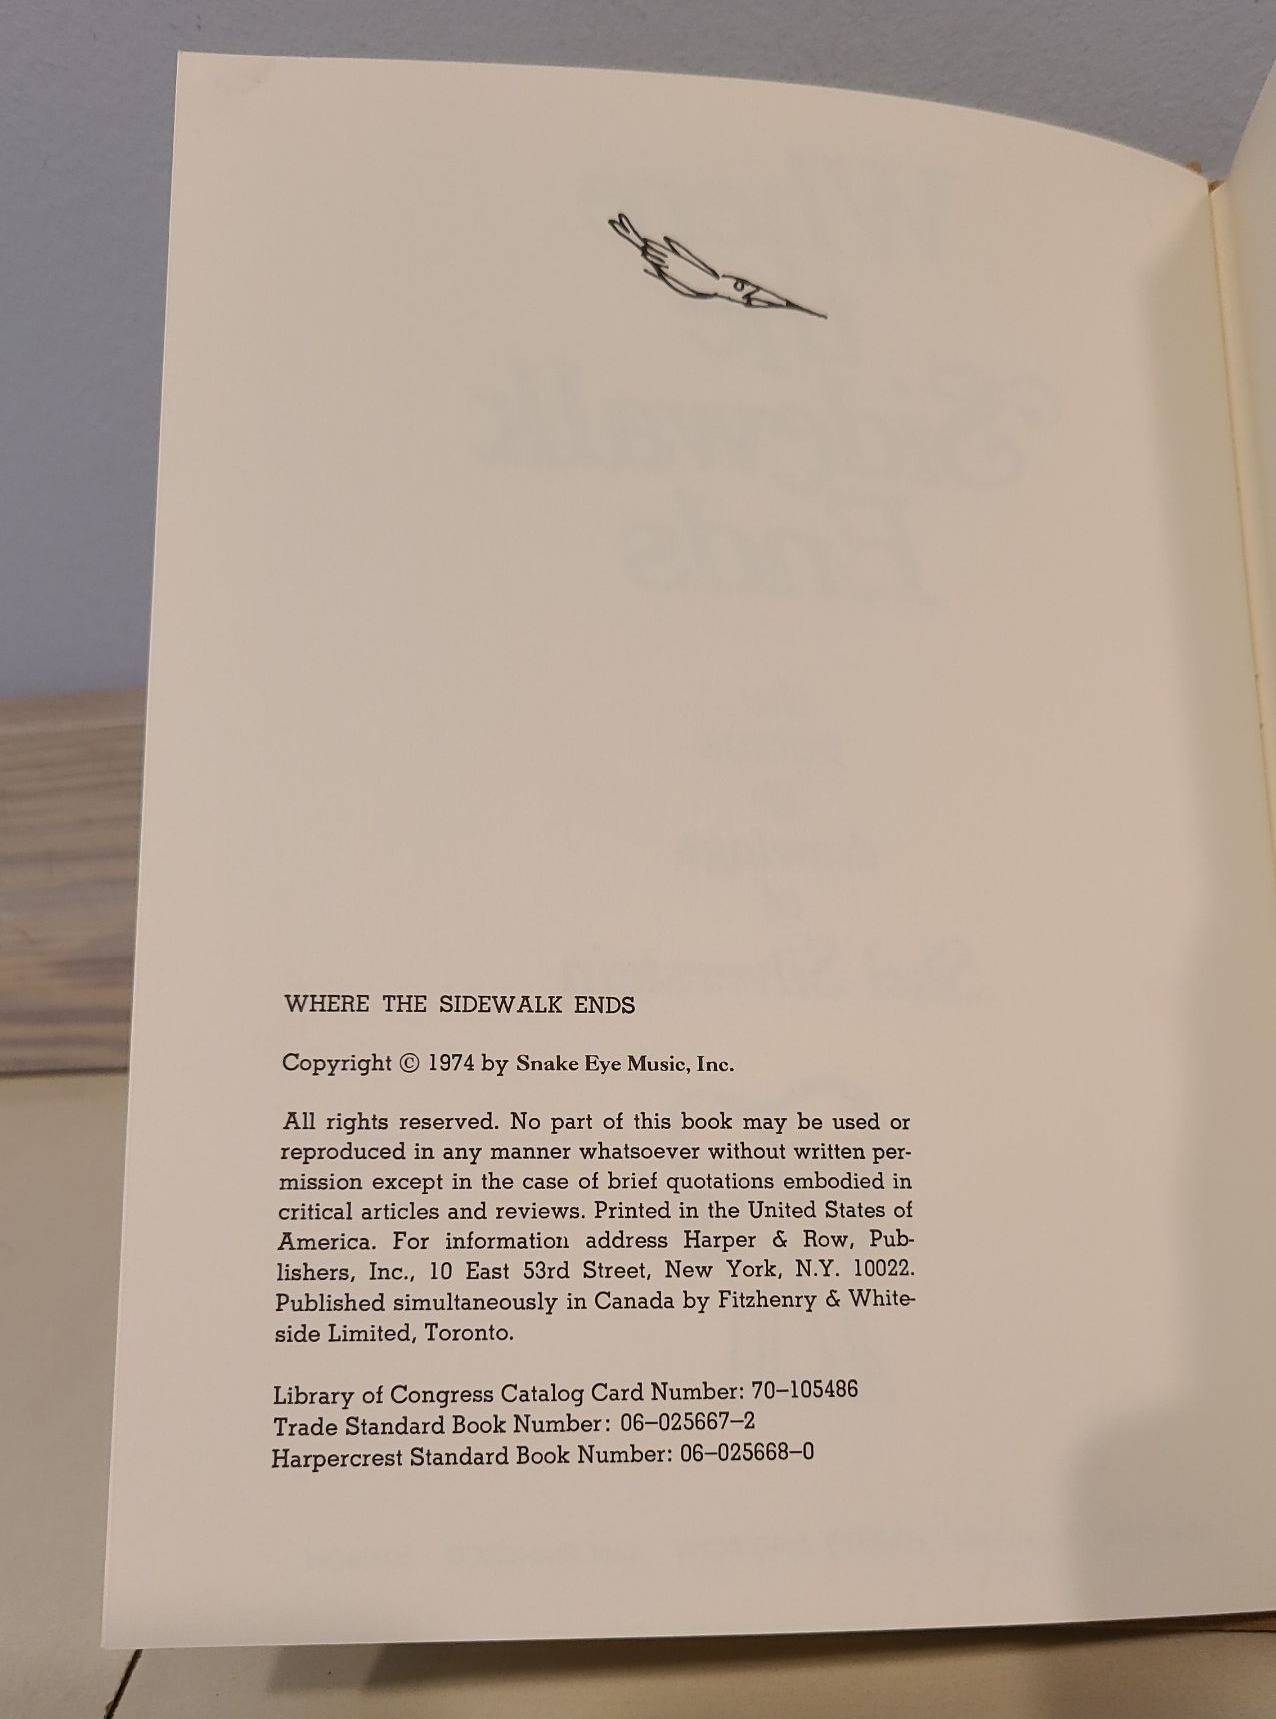 WHERE THE SIDEWALK ENDS
Copyright © 1974 by Snake Eye Music, Inc.
All rights reserved. No part of this book may be used or
reproduced in any manner whatsoever without written per-
mission except in the case of brief quotations embodied in
critical articles and reviews. Printed in the United States of
America. For information address Harper & Row, Pub-
lishers, Inc., 10 East 53rd Street, New York, N.Y. 10022.
Published simultaneously in Canada by Fitzhenry & White-
side Limited, Toronto.
Library of Congress Catalog Card Number: 70–105486
Trade Standard Book Number: 06–025667–2
Harpercrest Standard Book Number: 06–025668–0